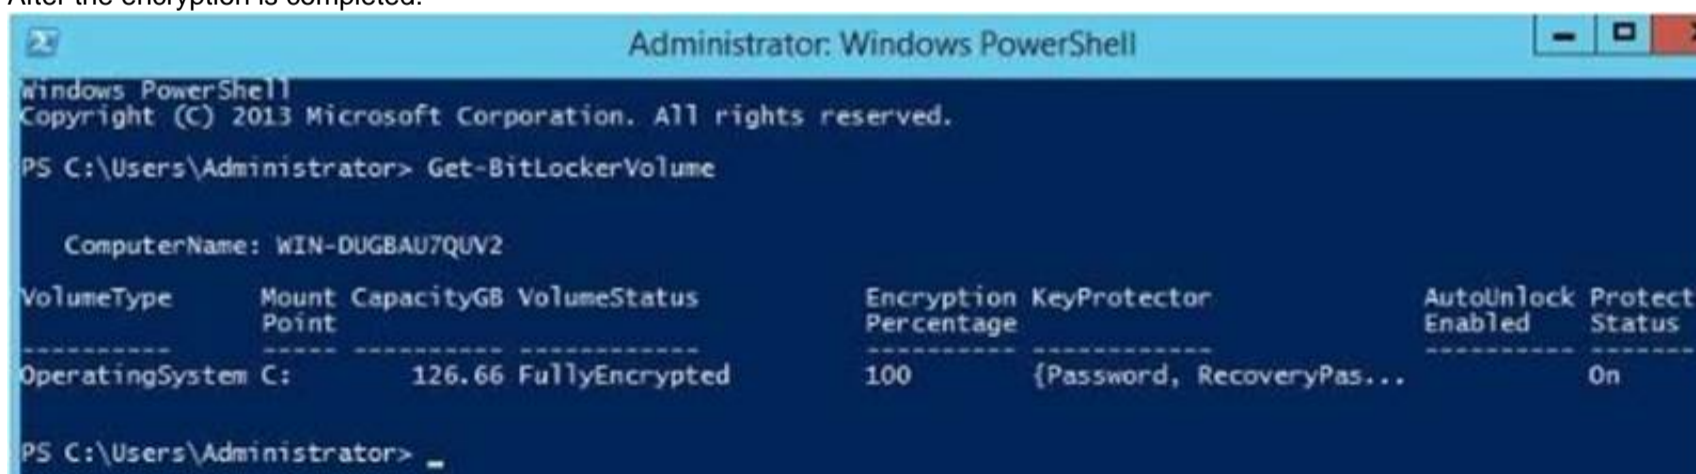 After the encryption is completed:
Administrator: Windows PowerShell
Windows PowerShell
Copyright (C) 2013 Microsoft Corporation. All rights reserved.
PS C:\Users\Administrator> Get-BitLockerVolume
ComputerName: WIN-DUGBAU7QUV2
VolumeType Mount CapacityGB VolumeStatus Encryption KeyProtector AutoUnlock Protect
Point Percentage Enabled Status
---------- ----- ---------- ------------ ---------- ------------ ---------- -------
OperatingSystem C: 126.66 FullyEncrypted 100 {Password, RecoveryPas... On
PS C:\Users\Administrator> _